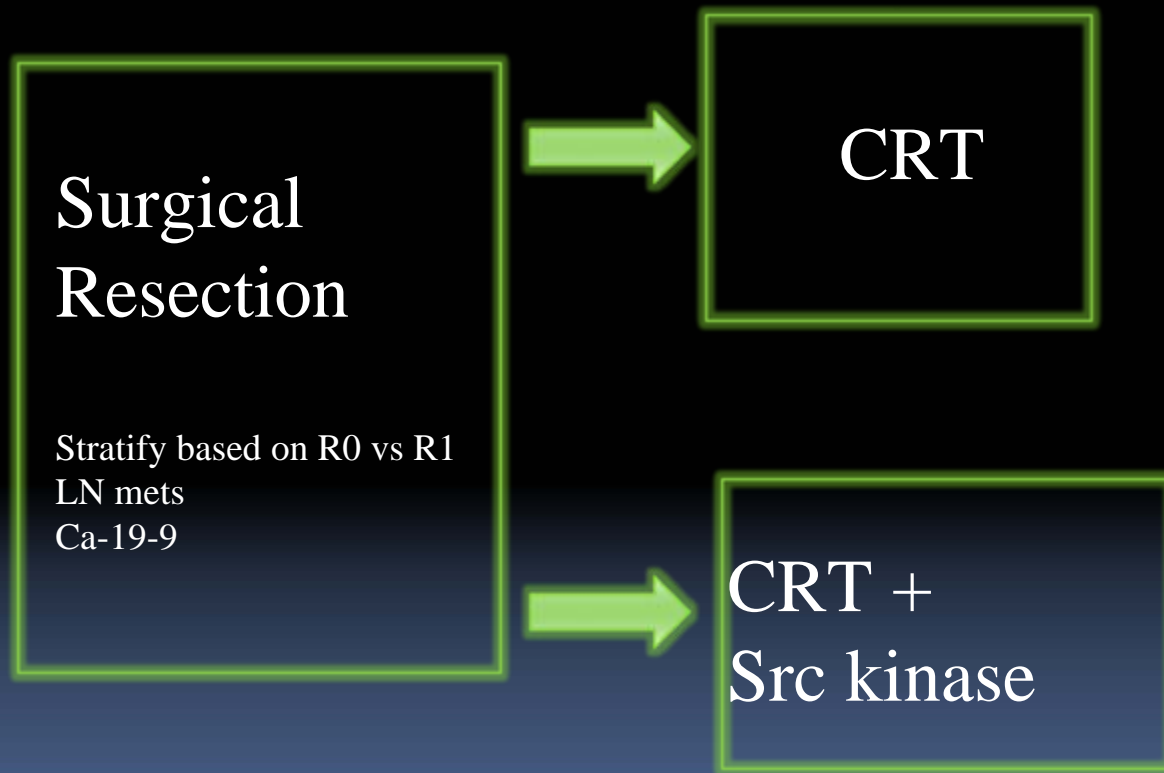 Surgical
Resection
Stratify based on R0 vs R1
LN mets
Ca-19-9
CRT
CRT +
Src kinase